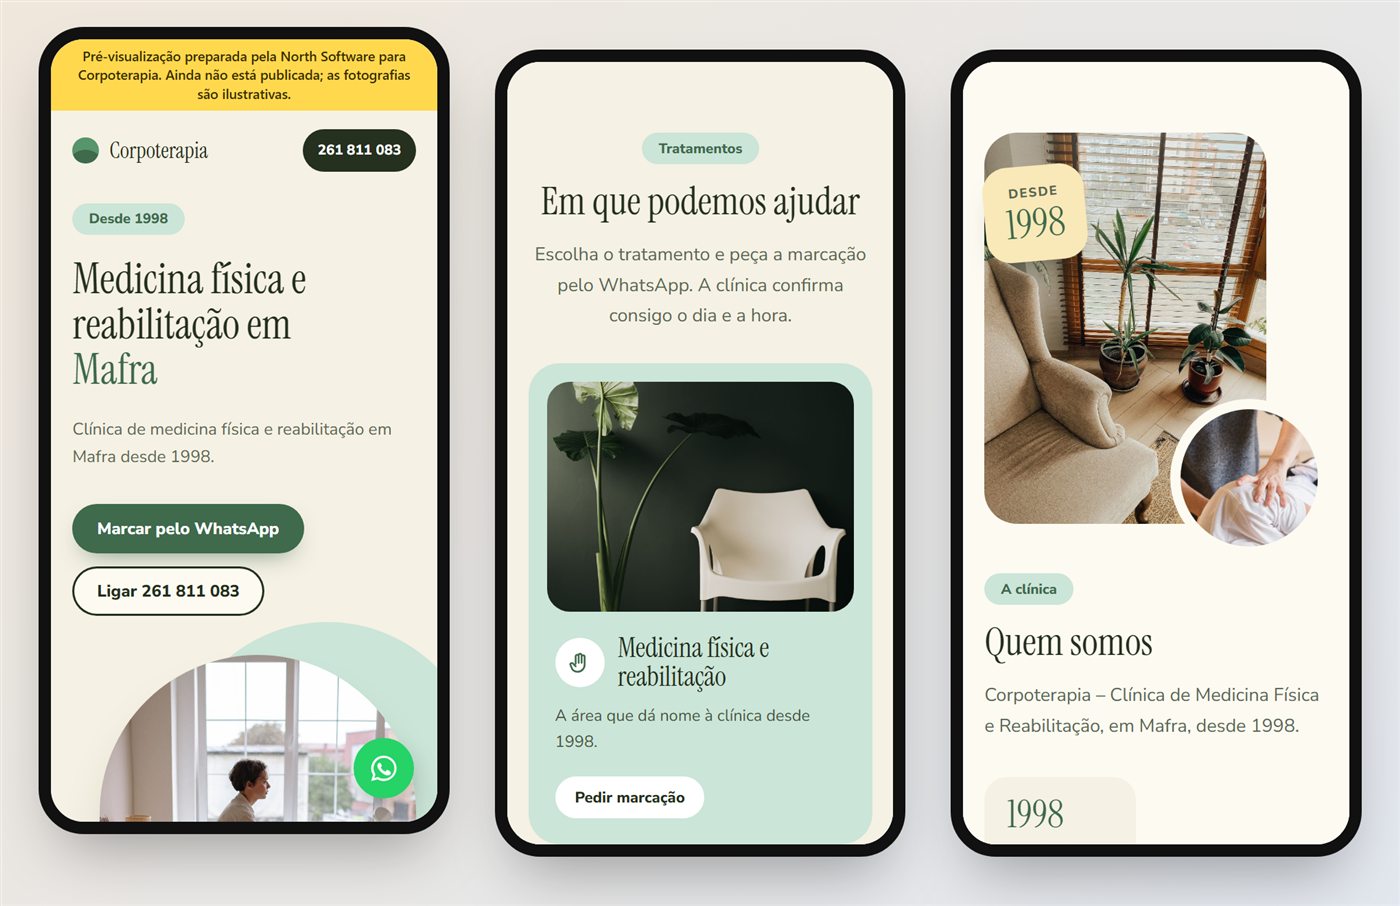 Pré-visualização preparada pela North Software para
Corpoterapia. Ainda não está publicada; as fotografias
são ilustrativas.
Corpoterapia
261 811 083
Desde 1998
Medicina física e
reabilitação em
Mafra
Clínica de medicina física e reabilitação em
Mafra desde 1998.
Marcar pelo WhatsApp
Ligar 261 811 083
Tratamentos
Em que podemos ajudar
Escolha o tratamento e peça a marcação
pelo WhatsApp. A clínica confirma
consigo o dia e a hora.
Medicina física e
reabilitação
A área que dá nome à clínica desde
1998.
Pedir marcação
DESDE
1998
A clínica
Quem somos
Corpoterapia – Clínica de Medicina Física
e Reabilitação, em Mafra, desde 1998.
1998